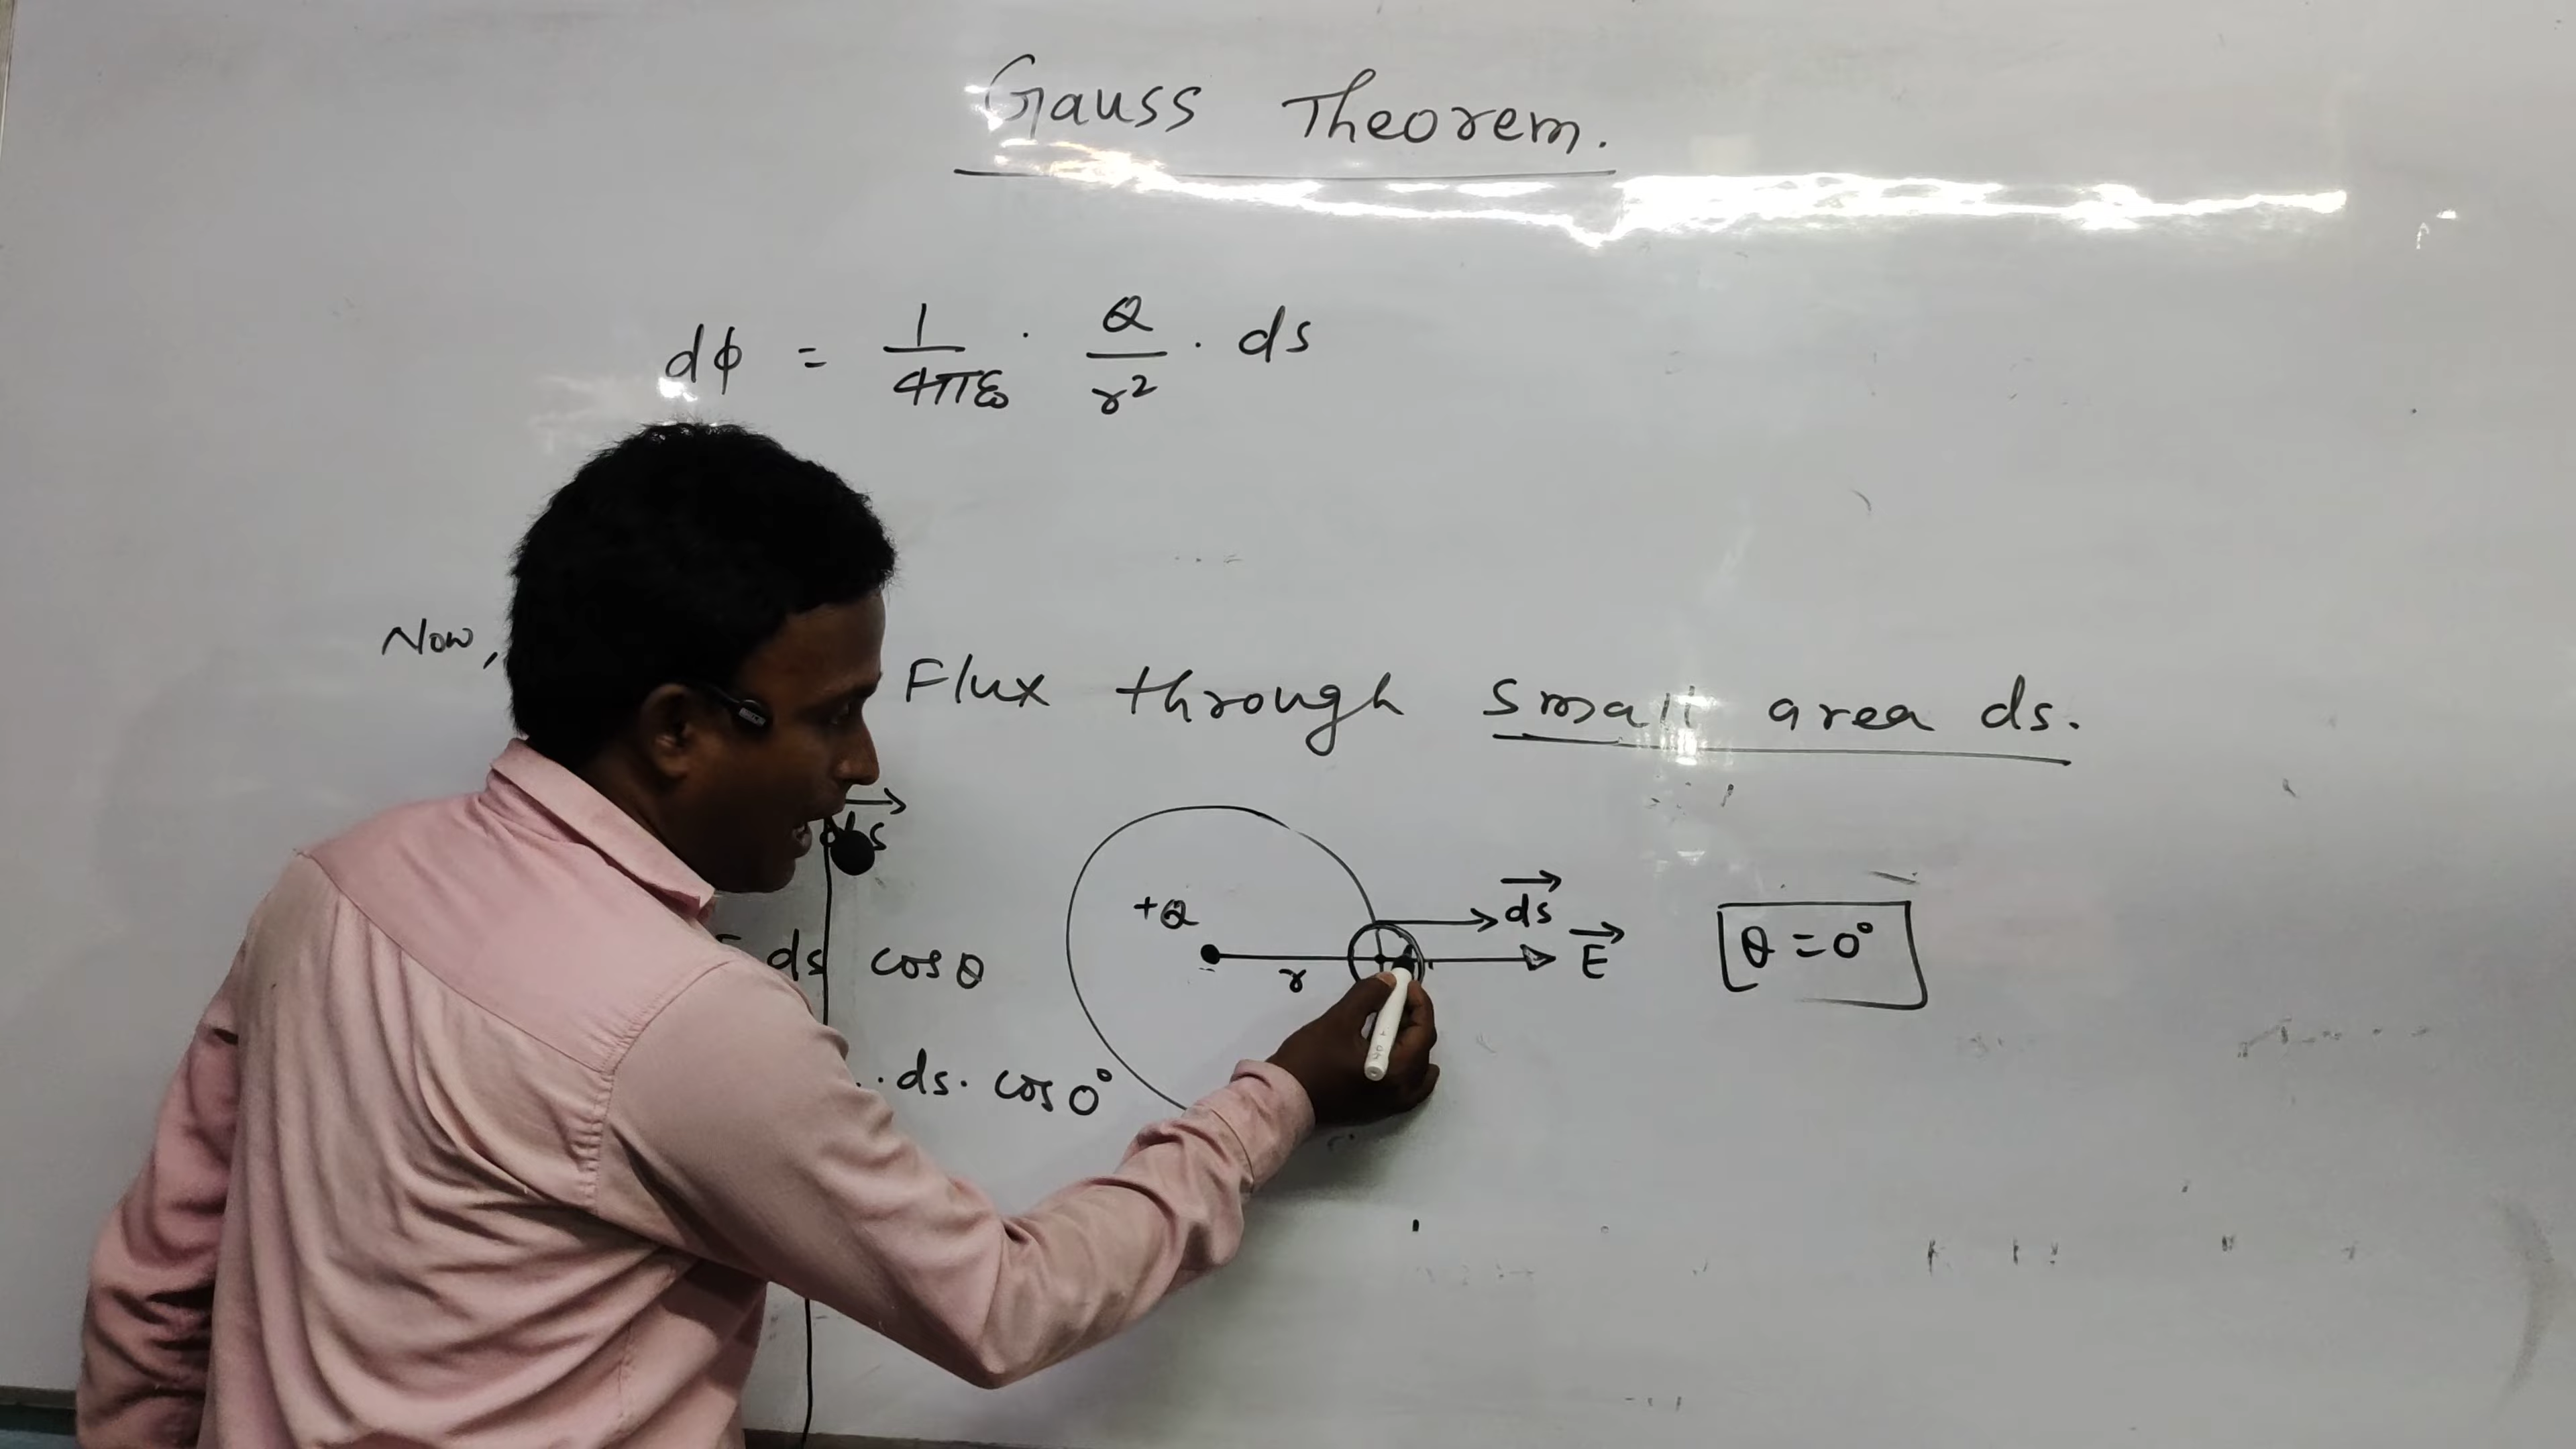 Gauss Theorem.
dφ = 1/4πε₀ · Q/r² · ds
Now, Flux through small area ds.
ds
+Q
ds
r
E
θ = 0°
ds cos θ
.ds. cos 0°